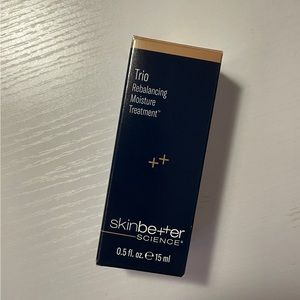 Trio
Rebalancing
Moisture
Treatment™
++
skinbetter
SCIENCE®
0.5 fl. oz. ℮ 15 ml